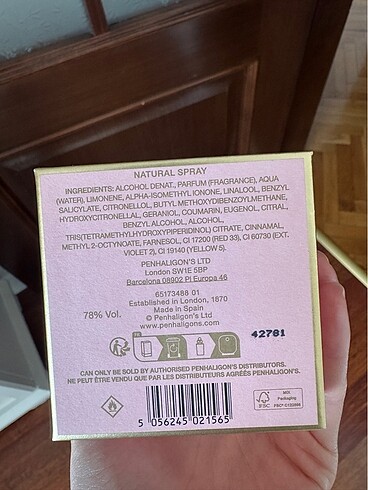 NATURAL SPRAY
INGREDIENTS: ALCOHOL DENAT., PARFUM (FRAGRANCE), AQUA
(WATER), LIMONENE, ALPHA-ISOMETHYL IONONE, LINALOOL, BENZYL
SALICYLATE, CITRONELLOL, BUTYL METHOXYDIBENZOYLMETHANE,
HYDROXYCITRONELLAL, GERANIOL, COUMARIN, EUGENOL, CITRAL,
BENZYL ALCOHOL, ALCOHOL,
TRIS(TETRAMETHYLHYDROXYPIPERIDINOL) CITRATE, CINNAMAL,
METHYL 2-OCTYNOATE, FARNESOL, CI 17200 (RED 33), CI 60730 (EXT.
VIOLET 2), CI 19140 (YELLOW 5).
PENHALIGON'S LTD
London SW1E 5BP
Barcelona 08902 Pl Europa 46
65173488 01
Established in London, 1870
Made in Spain
78% Vol.
© Penhaligon's Ltd
www.penhaligons.com
42781
CAN ONLY BE SOLD BY AUTHORISED PENHALIGON'S DISTRIBUTORS.
NE PEUT ÊTRE VENDU QUE PAR LES DISTRIBUTEURS AGRÉÉS PENHALIGON'S.
5 056245 021565
FSC
MIX
Packaging